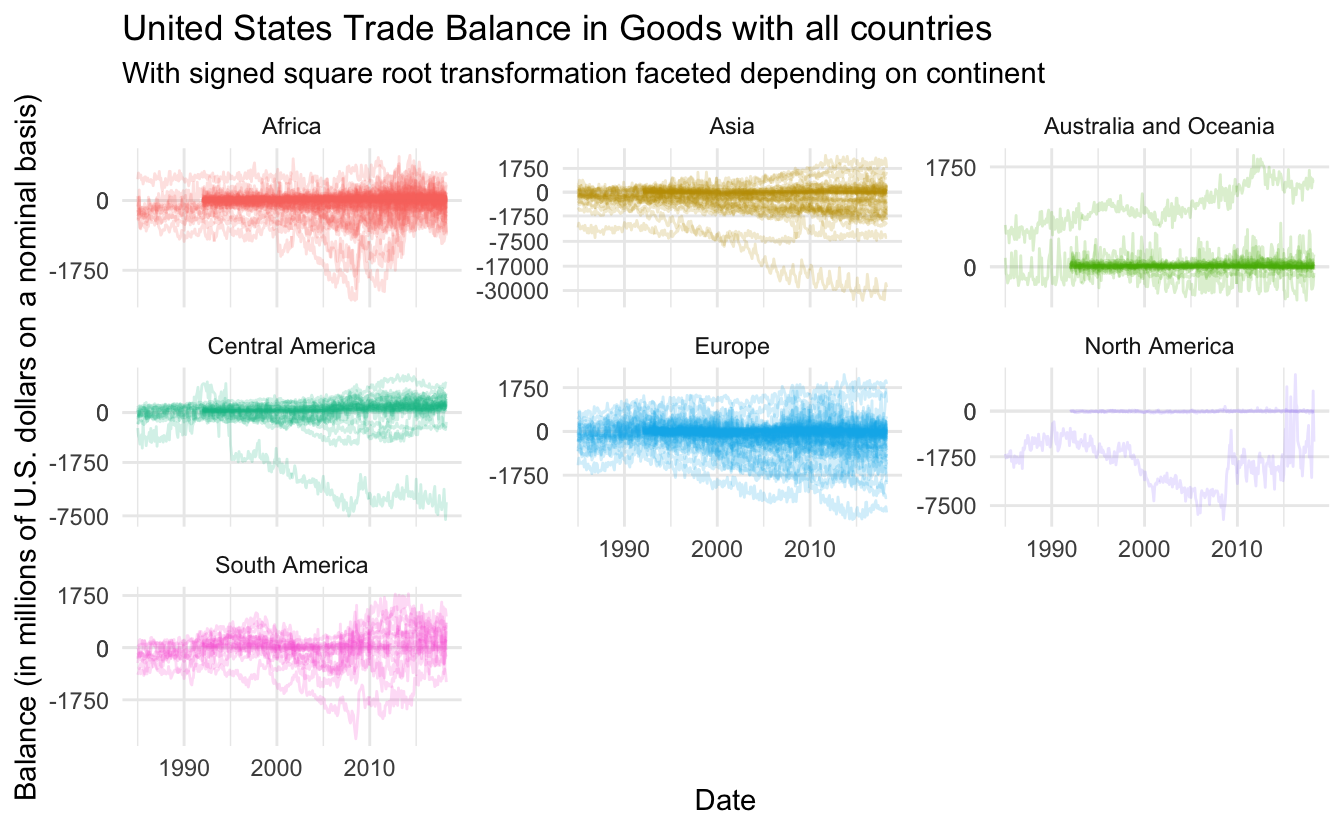 United States Trade Balance in Goods with all countries
With signed square root transformation faceted depending on continent
Balance (in millions of U.S. dollars on a nominal basis)
Africa
0
-1750
Asia
1750
0
-1750
-7500
-17000
-30000
Australia and Oceania
1750
0
Central America
0
-1750
-7500
Europe
1750
0
-1750
1990 2000 2010
North America
0
-1750
-7500
1990 2000 2010
South America
1750
0
-1750
1990 2000 2010
Date